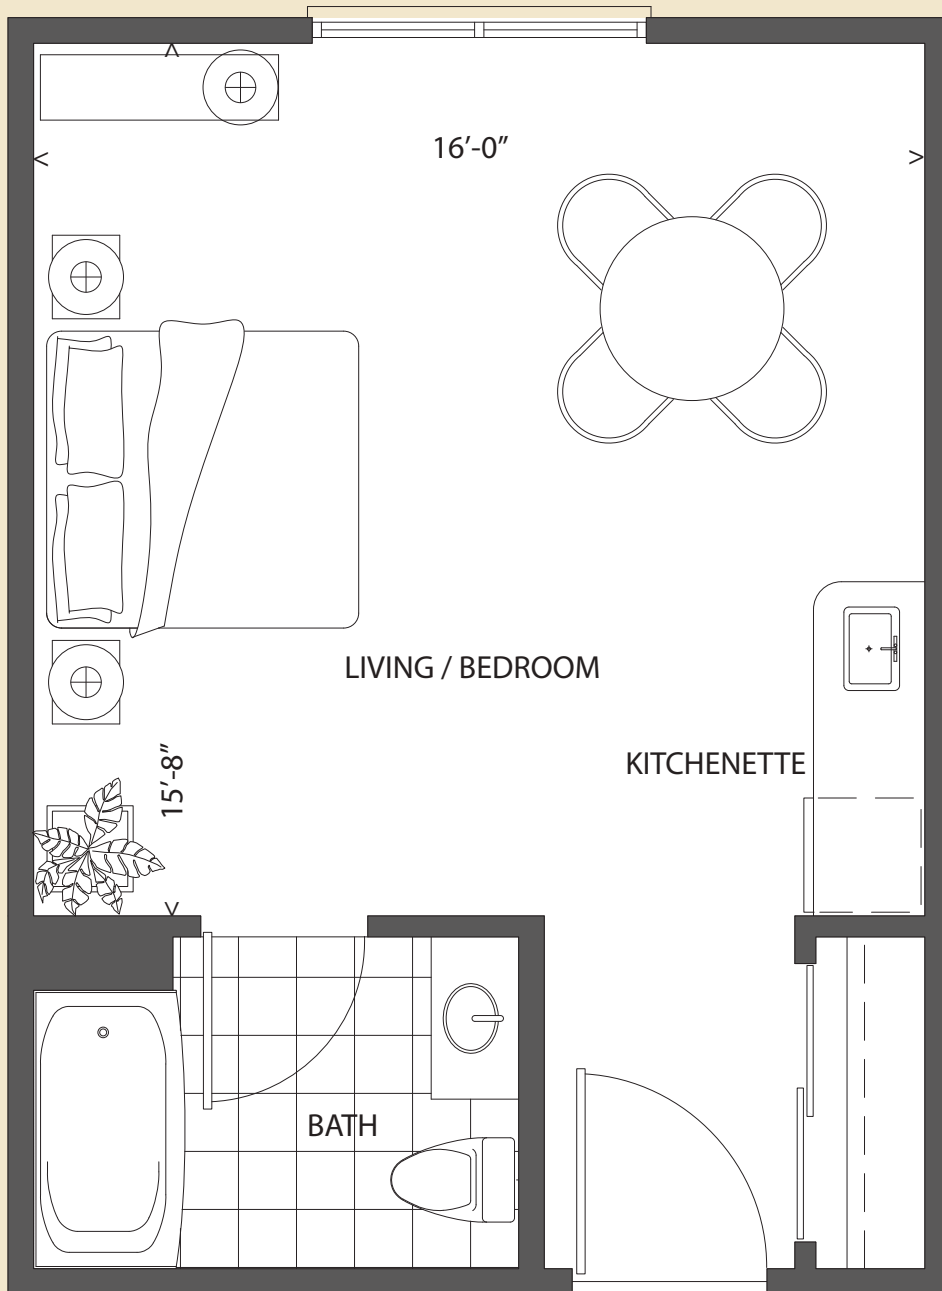 16’-0”
LIVING / BEDROOM
15’-8”
KITCHENETTE
BATH